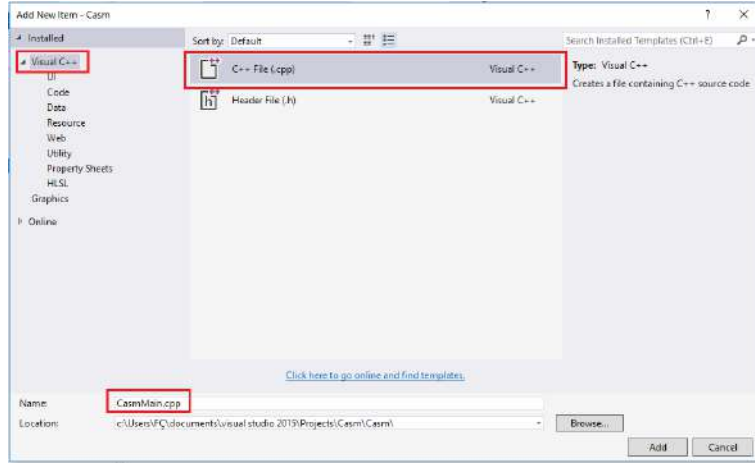 Add New Item - Casm
? ×
Installed
Sort by: Default
Search Installed Templates (Ctrl+E)
Visual C++
UI
Code
Data
Resource
Web
Utility
Property Sheets
HLSL
Graphics
Online
C++ File (.cpp) Visual C++
Header File (.h) Visual C++
Type: Visual C++
Creates a file containing C++ source code
Click here to go online and find templates.
Name: CasmMain.cpp
Location: c:\Users\FÇ\documents\visual studio 2015\Projects\Casm\Casm\
Browse...
Add Cancel